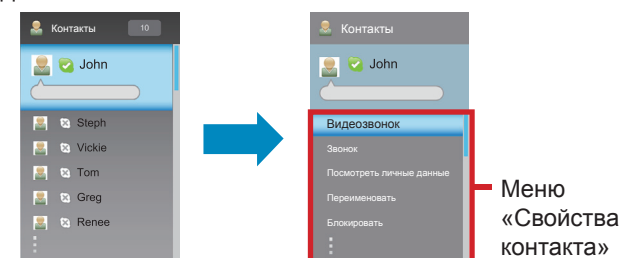 Контакты 10
John
Steph
Vickie
Tom
Greg
Renee
Контакты
John
Видеозвонок
Звонок
Посмотреть личные данные
Переименовать
Блокировать
Меню
«Свойства
контакта»